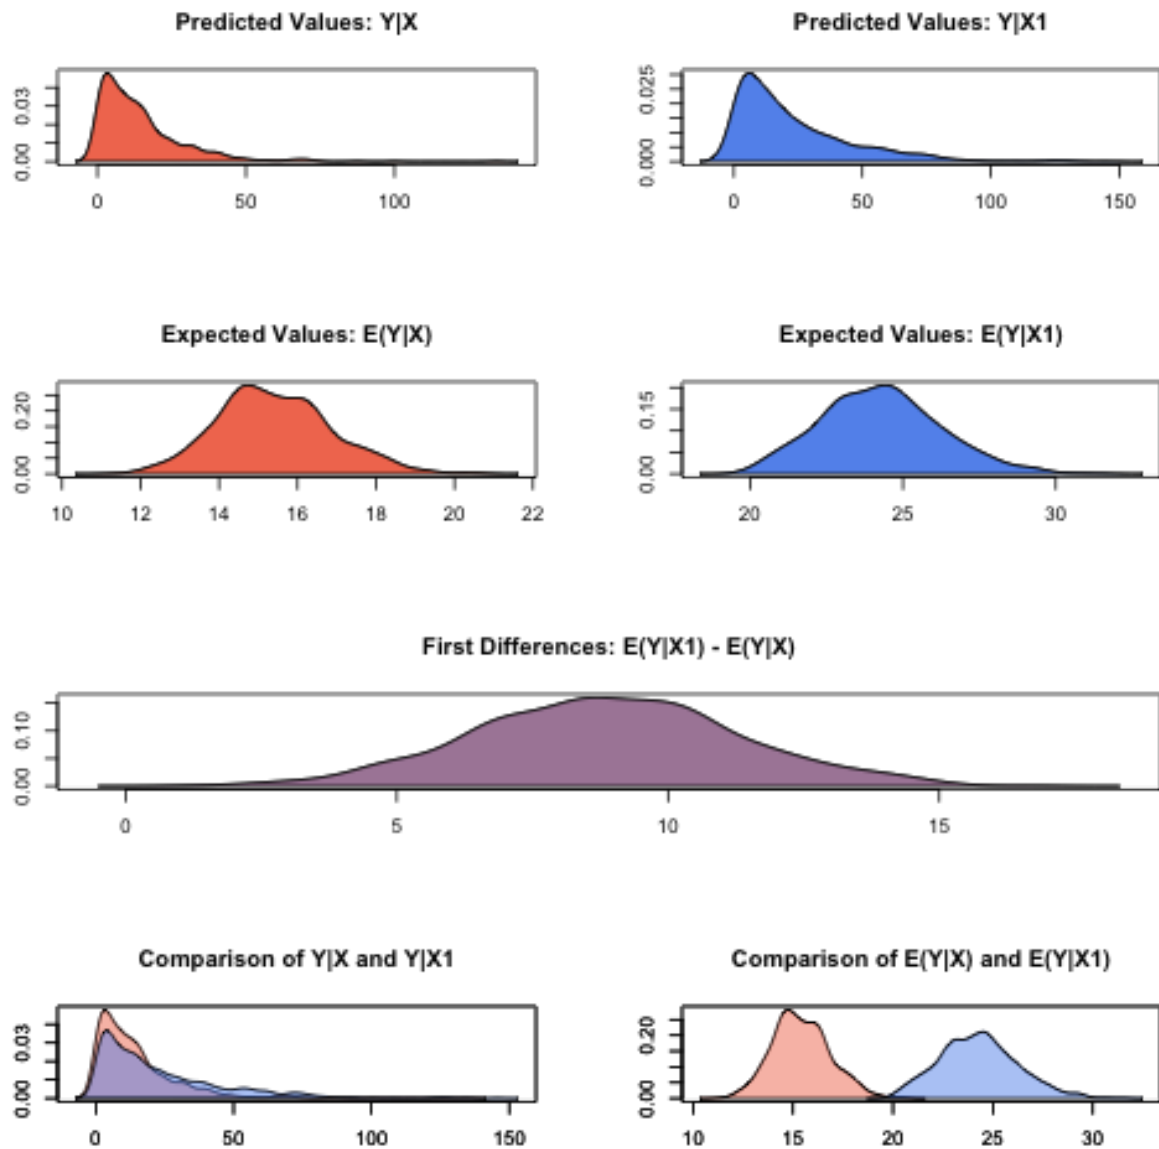 Predicted Values: Y|X
0.00 0.03
0 50 100
Predicted Values: Y|X1
0.000 0.025
0 50 100 150
Expected Values: E(Y|X)
0.00 0.20
10 12 14 16 18 20 22
Expected Values: E(Y|X1)
0.00 0.15
20 25 30
First Differences: E(Y|X1) - E(Y|X)
0.00 0.10
0 5 10 15
Comparison of Y|X and Y|X1
0.00 0.03
0 50 100 150
Comparison of E(Y|X) and E(Y|X1)
0.00 0.20
10 15 20 25 30